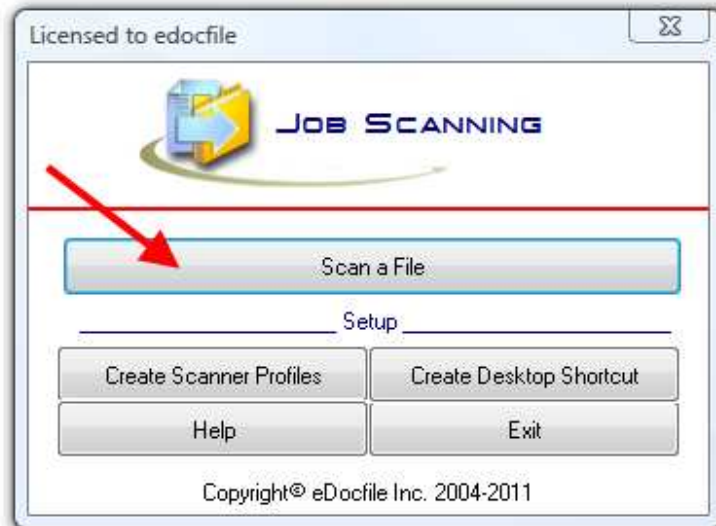 Licensed to edocfile
JOB SCANNING
Scan a File
Setup
Create Scanner Profiles Create Desktop Shortcut
Help Exit
Copyright© eDocfile Inc. 2004-2011